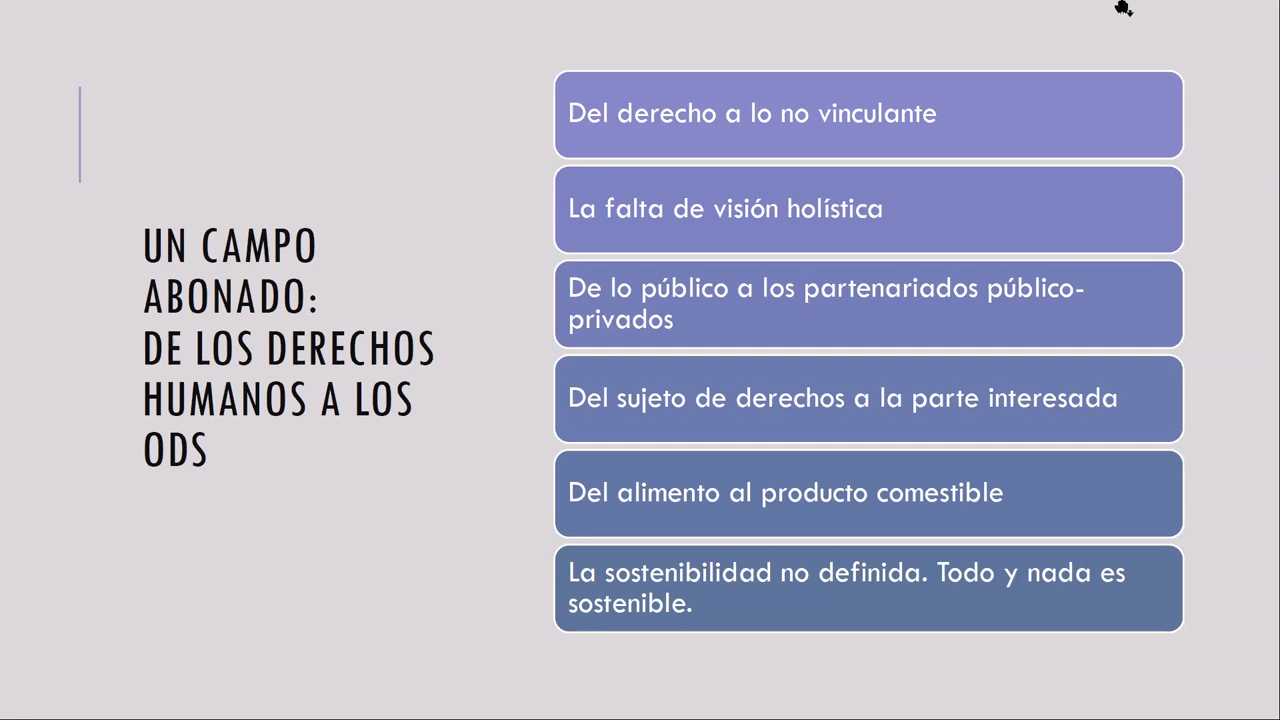 UN CAMPO
ABONADO:
DE LOS DERECHOS
HUMANOS A LOS
ODS
Del derecho a lo no vinculante
La falta de visión holística
De lo público a los partenariados público-
privados
Del sujeto de derechos a la parte interesada
Del alimento al producto comestible
La sostenibilidad no definida. Todo y nada es
sostenible.